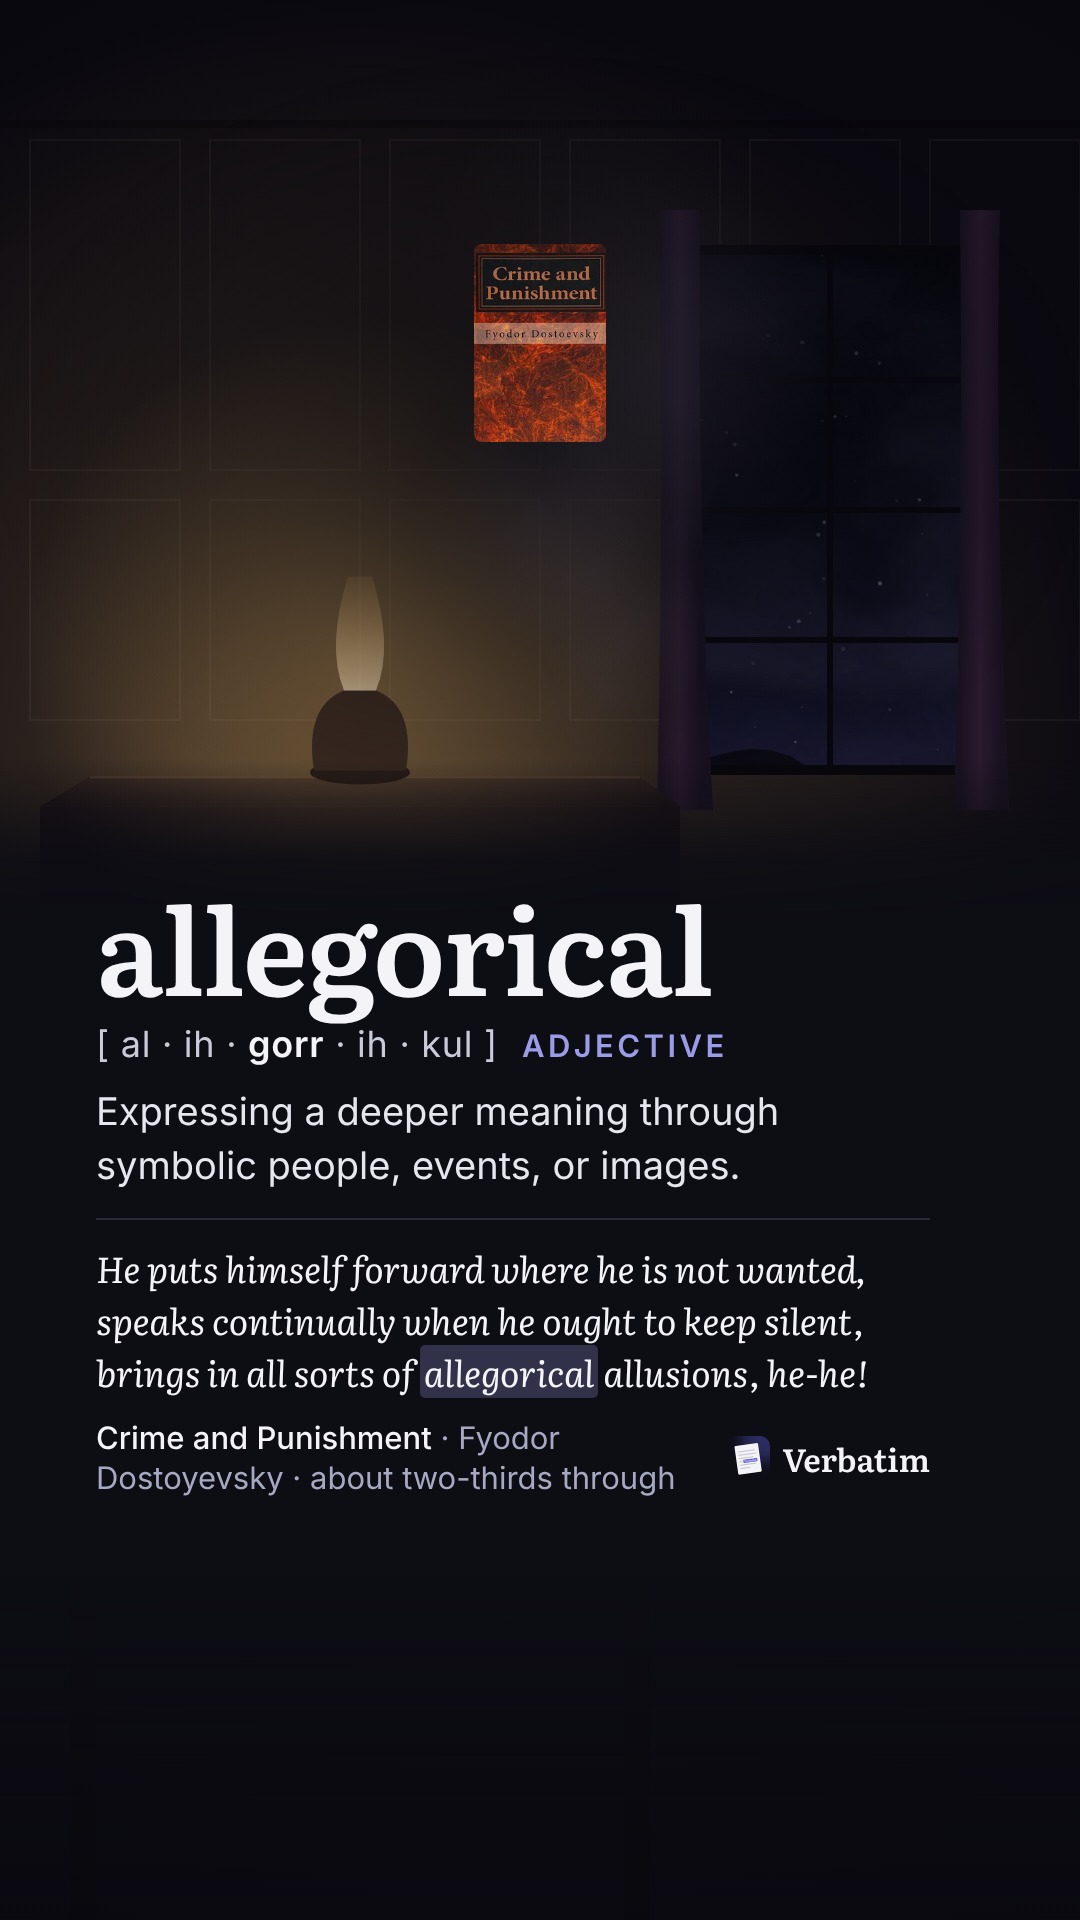 Crime and
Punishment
Fyodor Dostoevsky
allegorical
[ al · ih · gorr · ih · kul ] ADJECTIVE
Expressing a deeper meaning through
symbolic people, events, or images.
He puts himself forward where he is not wanted,
speaks continually when he ought to keep silent,
brings in all sorts of allegorical allusions, he-he!
Crime and Punishment · Fyodor
Dostoyevsky · about two-thirds through
Verbatim